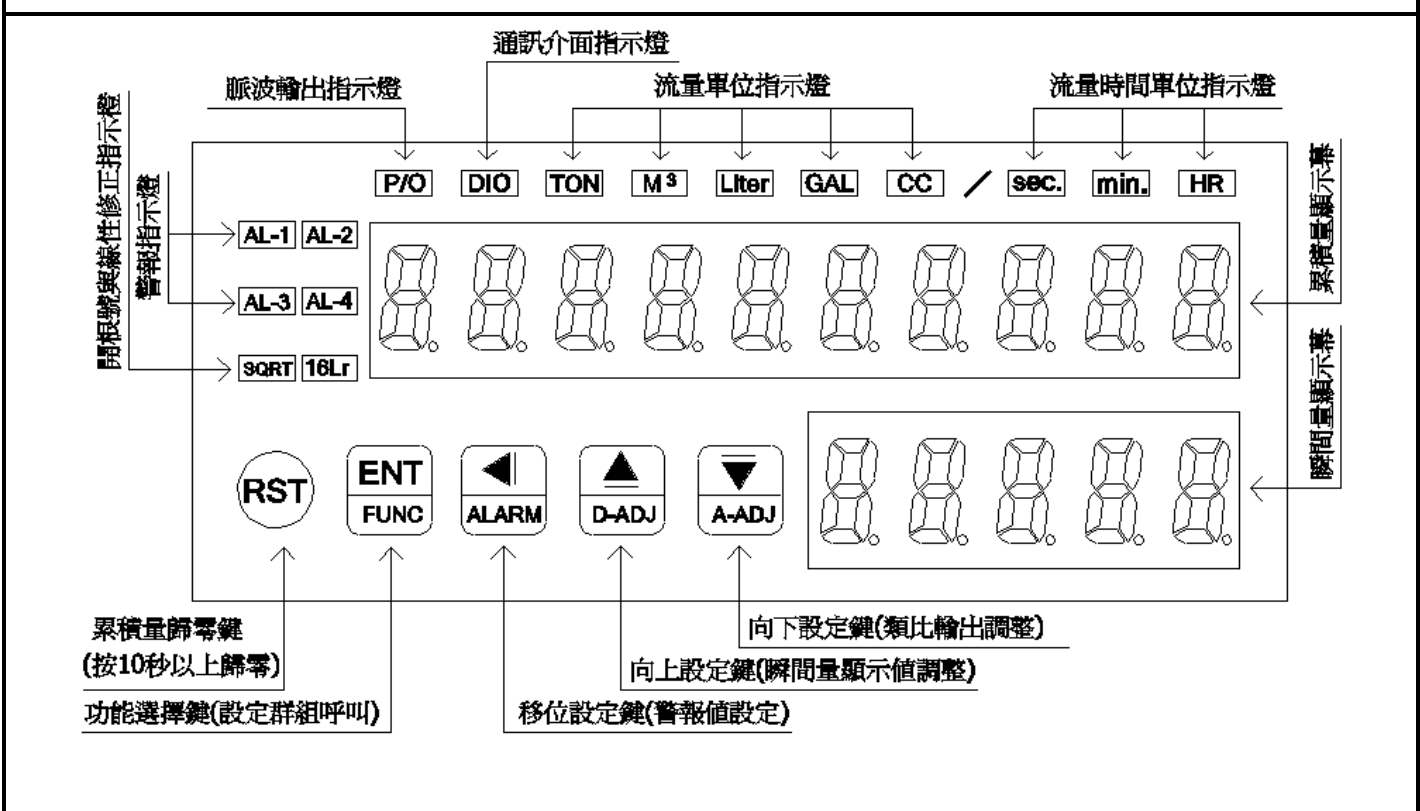 通訊介面指示燈
脈波輸出指示燈
流量單位指示燈
流量時間單位指示燈
開根號與線性修正指示橙
警報指示燈
P/O DIO TON M³ Liter GAL CC / sec. min. HR
AL-1 AL-2
AL-3 AL-4
SQRT 16Lr
累積量顯示幕
瞬間量顯示幕
RST
ENT
FUNC
ALARM
D-ADJ
A-ADJ
累積量歸零鍵
(按10秒以上歸零)
功能選擇鍵(設定群組呼叫)
移位設定鍵(警報值設定)
向上設定鍵(瞬間量顯示值調整)
向下設定鍵(類比輸出調整)